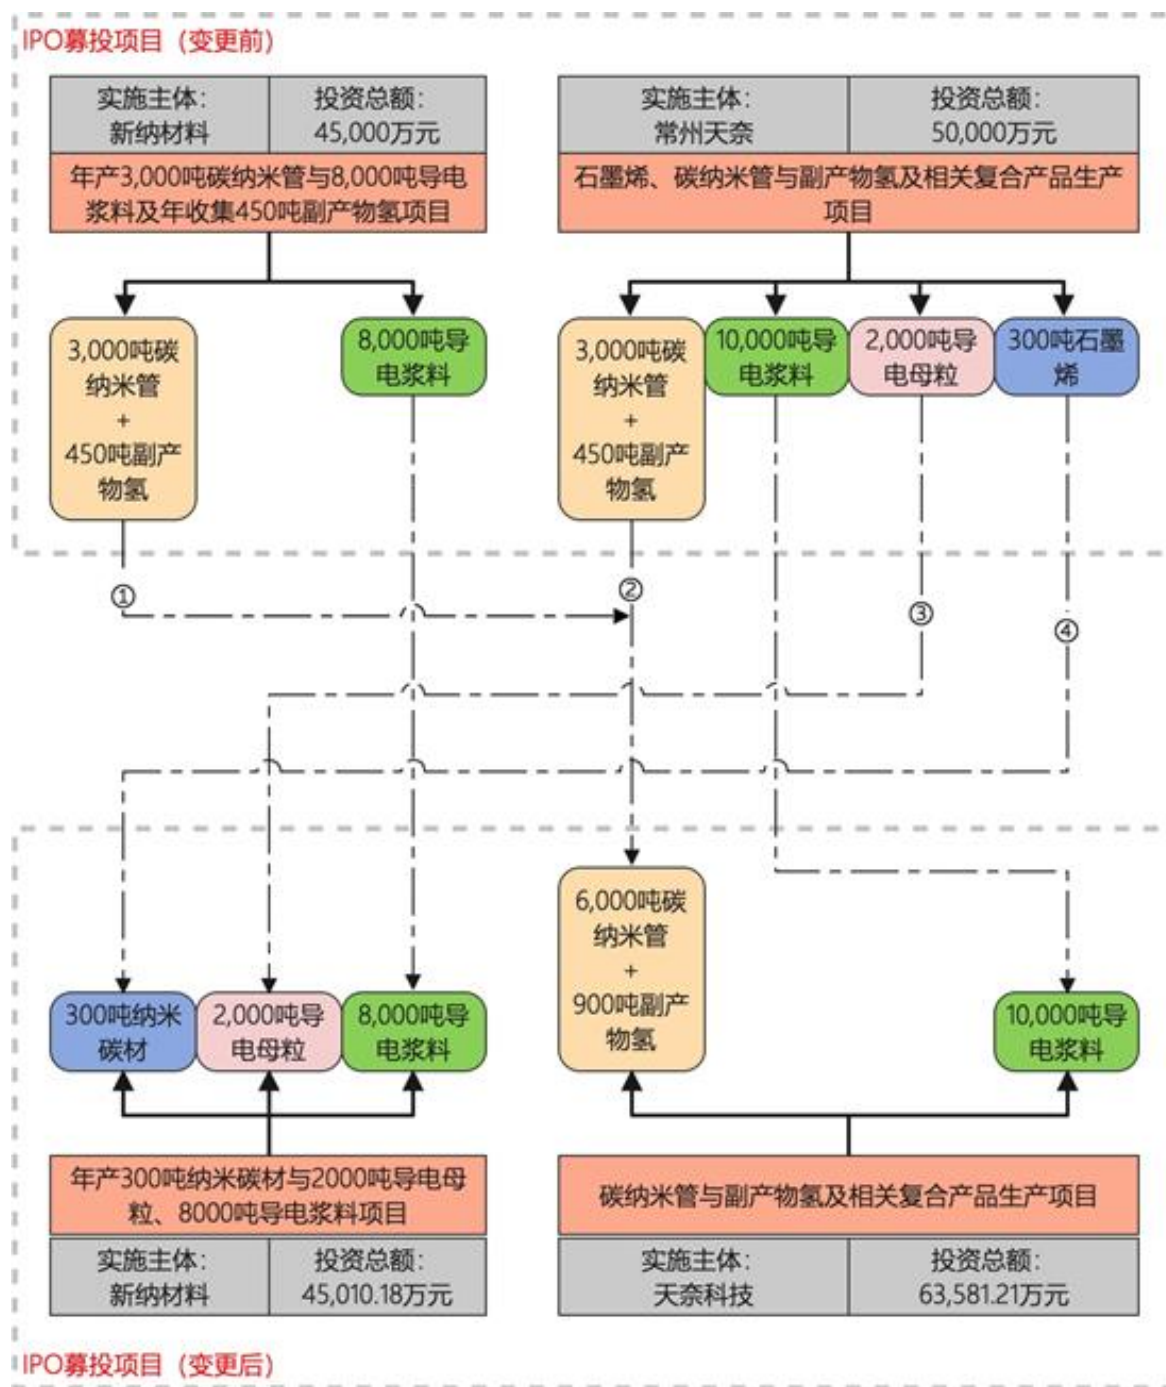 IPO募投项目（变更前）
实施主体：
新纳材料
投资总额：
45,000万元
年产3,000吨碳纳米管与8,000吨导电
浆料及年收集450吨副产物氢项目
实施主体：
常州天奈
投资总额：
50,000万元
石墨烯、碳纳米管与副产物氢及相关复合产品生产
项目
3,000吨碳
纳米管
+
450吨副产
物氢
8,000吨导
电浆料
3,000吨碳
纳米管
+
450吨副产
物氢
10,000吨导
电浆料
2,000吨导
电母粒
300吨石墨
烯
①
②
③
④
300吨纳米
碳材
2,000吨导
电母粒
8,000吨导
电浆料
6,000吨碳
纳米管
+
900吨副产
物氢
10,000吨导
电浆料
年产300吨纳米碳材与2000吨导电母
粒、8000吨导电浆料项目
实施主体：
新纳材料
投资总额：
45,010.18万元
碳纳米管与副产物氢及相关复合产品生产项目
实施主体：
天奈科技
投资总额：
63,581.21万元
IPO募投项目（变更后）